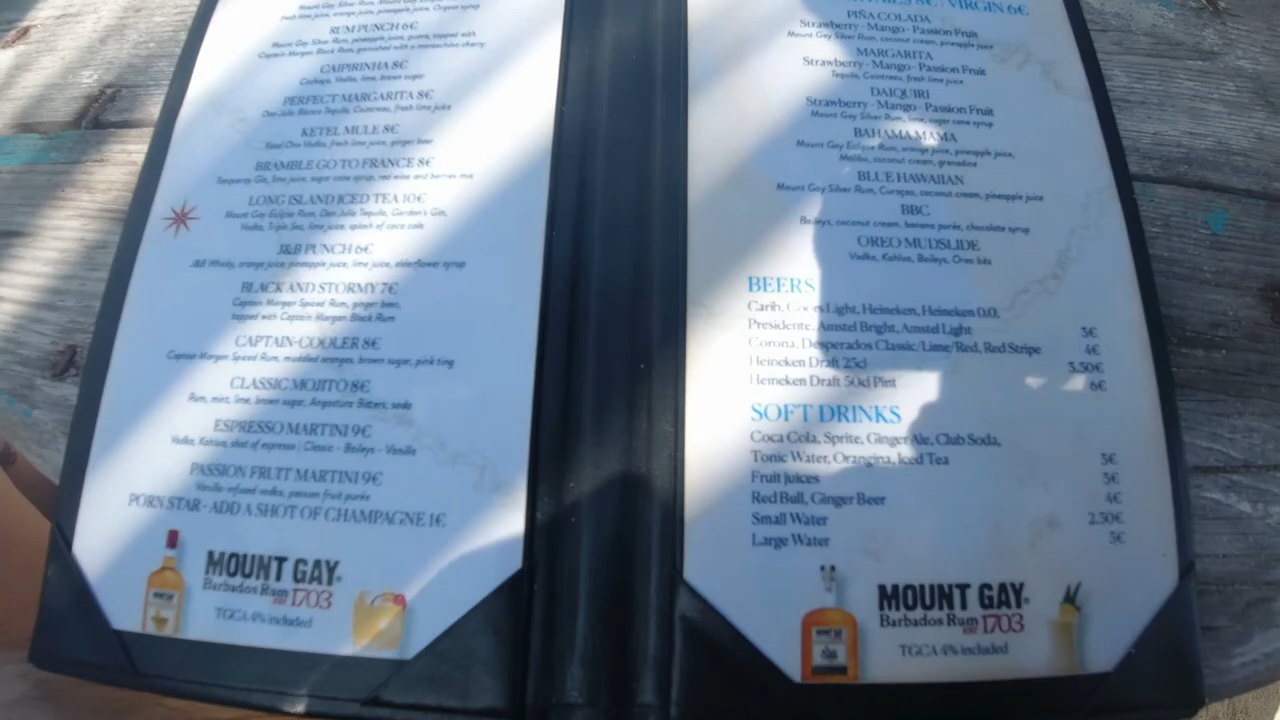 fresh lime juice, orange juice, pineapple juice, Orgeat syrup
RUM PUNCH 6€
Mount Gay Silver Rum, pineapple juice, guava, topped with
Captain Morgan Black Rum, garnished with a maraschino cherry
CAIPIRINHA 8€
Cachaça, Vodka, lime, brown sugar
PERFECT MARGARITA 8€
Don Julio Blanco Tequila, Cointreau, fresh lime juice
KETEL MULE 8€
Ketel One Vodka, fresh lime juice, ginger beer
BRAMBLE GO TO FRANCE 8€
Tanqueray Gin, lime juice, sugar cane syrup, red wine and berries mix
LONG ISLAND ICED TEA 10€
Mount Gay Eclipse Rum, Don Julio Tequila, Gordon's Gin,
Vodka, Triple Sec, lime juice, splash of coca cola
J&B PUNCH 6€
J&B Whisky, orange juice, pineapple juice, lime juice, elderflower syrup
BLACK AND STORMY 7€
Captain Morgan Spiced Rum, ginger beer,
topped with Captain Morgan Black Rum
CAPTAIN-COOLER 8€
Captain Morgan Spiced Rum, muddled oranges, brown sugar, pink ting
CLASSIC MOJITO 8€
Rum, mint, lime, brown sugar, Angostura Bitters, soda
ESPRESSO MARTINI 9€
Vodka, Kahlua, shot of espresso | Classic - Baileys - Vanilla
PASSION FRUIT MARTINI 9€
Vanilla-infused vodka, passion fruit purée
PORN STAR - ADD A SHOT OF CHAMPAGNE 1€
MOUNT GAY
Barbados Rum
EST 1703
TGCA 4% included
8€ / VIRGIN 6€
PIÑA COLADA
Strawberry - Mango - Passion Fruit
Mount Gay Silver Rum, coconut cream, pineapple juice
MARGARITA
Strawberry - Mango - Passion Fruit
Tequila, Cointreau, fresh lime juice
DAIQUIRI
Strawberry - Mango - Passion Fruit
Mount Gay Silver Rum, lime, sugar cane syrup
BAHAMA MAMA
Mount Gay Eclipse Rum, orange juice, pineapple juice,
Malibu, coconut cream, grenadine
BLUE HAWAIIAN
Mount Gay Silver Rum, Curaçao, coconut cream, pineapple juice
BBC
Baileys, coconut cream, banana purée, chocolate syrup
OREO MUDSLIDE
Vodka, Kahlua, Baileys, Oreo bits
BEERS
Carib, Coors Light, Heineken, Heineken 0.0,
Presidente, Amstel Bright, Amstel Light 3€
Corona, Desperados Classic/Lime/Red, Red Stripe 4€
Heineken Draft 25cl 3.50€
Heineken Draft 50cl Pint 6€
SOFT DRINKS
Coca Cola, Sprite, Ginger Ale, Club Soda,
Tonic Water, Orangina, Iced Tea 3€
Fruit juices 3€
Red Bull, Ginger Beer 4€
Small Water 2.50€
Large Water 5€
MOUNT GAY
Barbados Rum
EST 1703
TGCA 4% included